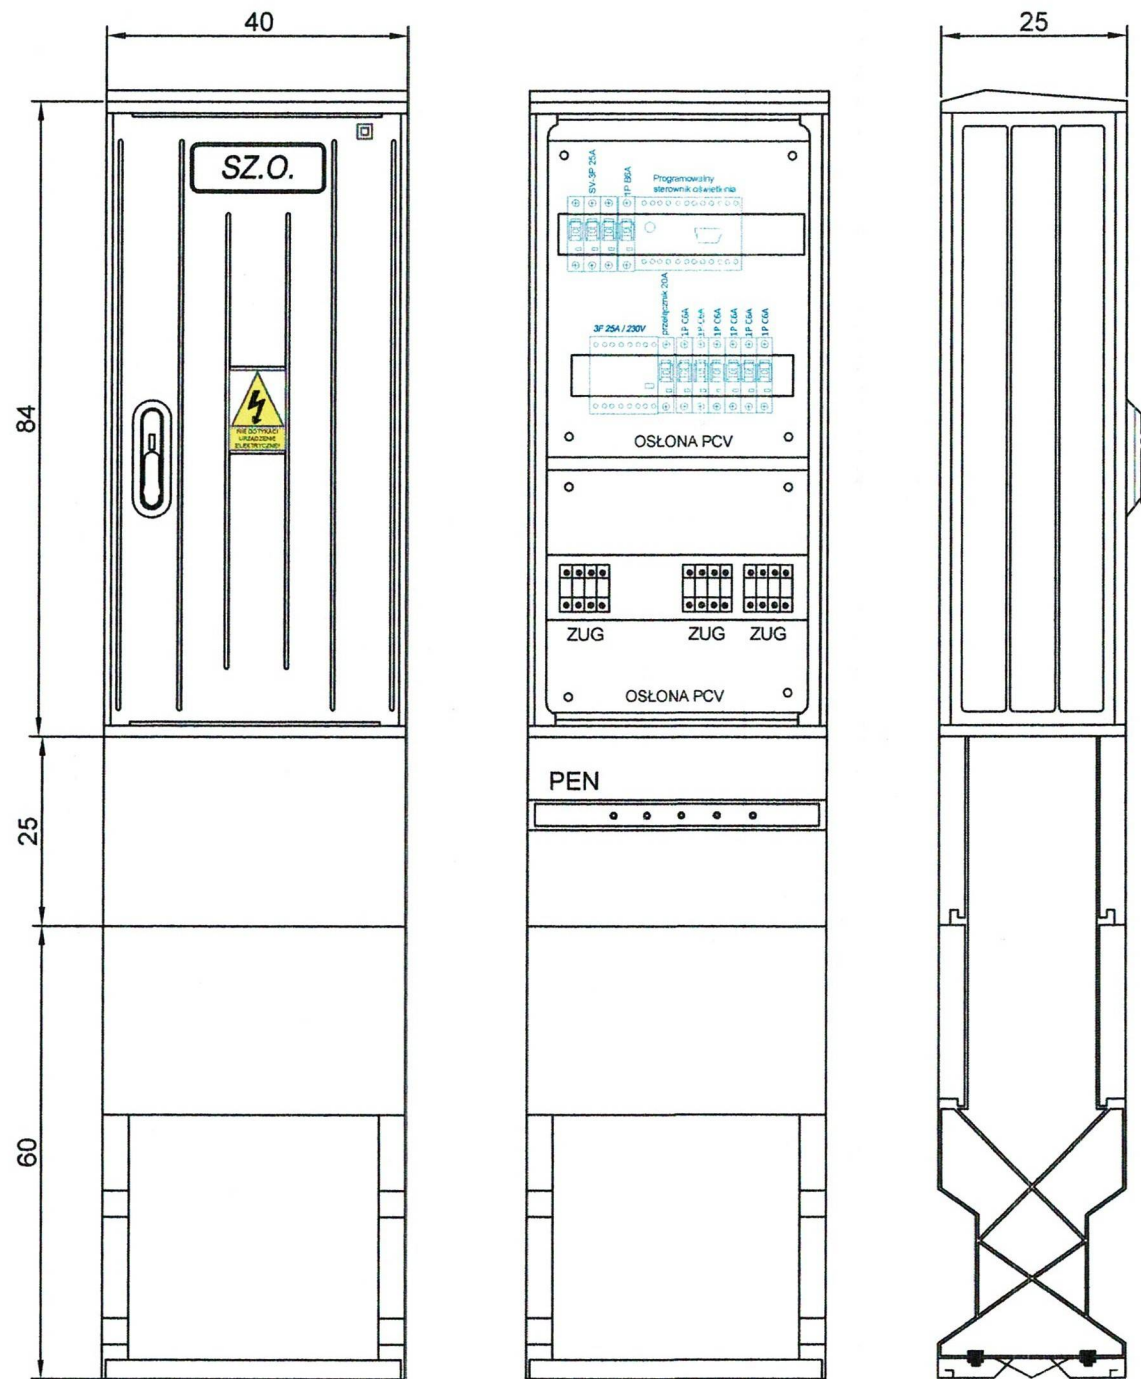 40
25
84
25
60
SZ.O.
NIE DOTYKAĆ!
URZĄDZENIE
ELEKTRYCZNE!
SV-3P 25A
1P B6A
Programowalny
sterownik oświetlenia
3P 25A / 230V
przełącznik 20A
1P C6A
1P C6A
1P C6A
1P C6A
1P C6A
1P C6A
OSŁONA PCV
ZUG
ZUG
ZUG
OSŁONA PCV
PEN